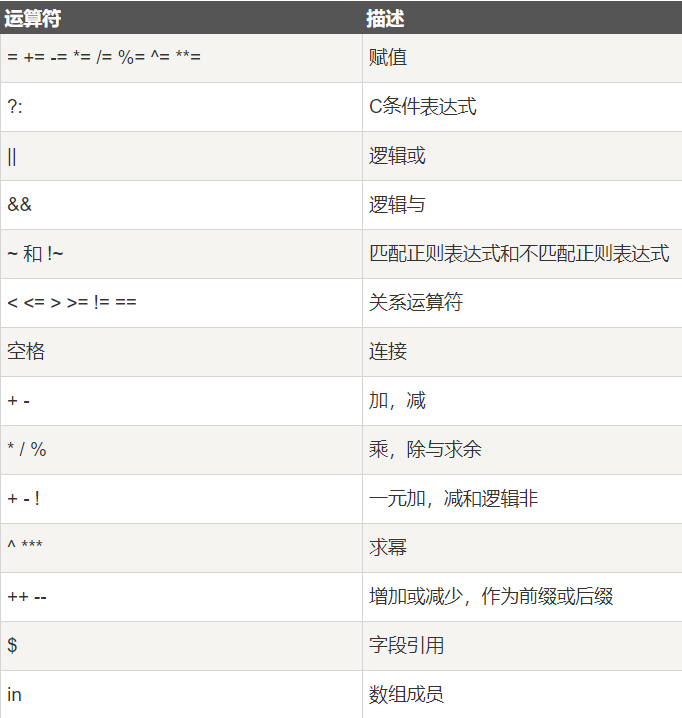 运算符 描述
= += -= *= /= %= ^= **= 赋值
?: C条件表达式
|| 逻辑或
&& 逻辑与
~ 和 !~ 匹配正则表达式和不匹配正则表达式
< <= > >= != == 关系运算符
空格 连接
+ - 加，减
* / % 乘，除与求余
+ - ! 一元加，减和逻辑非
^ *** 求幂
++ -- 增加或减少，作为前缀或后缀
$ 字段引用
in 数组成员